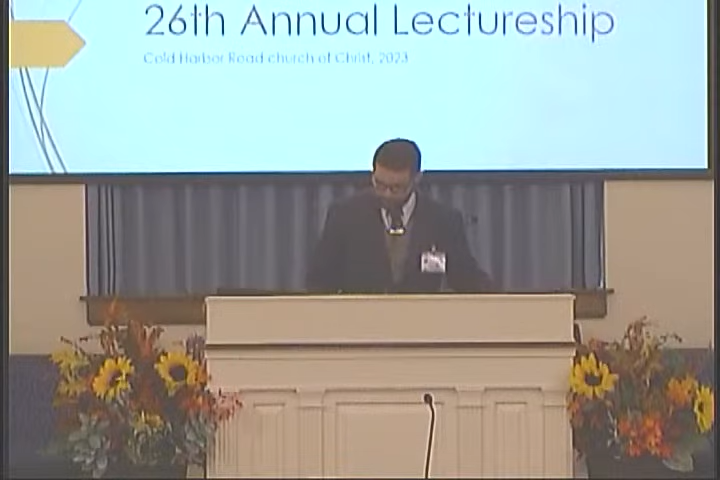 26th Annual Lectureship
Cold Harbor Road church of Christ, 2023